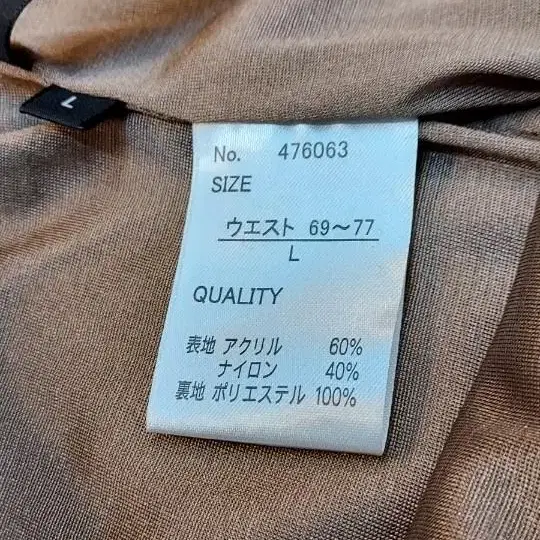 L
No. 476063
SIZE
ウエスト 69～77
L
QUALITY
表地 アクリル 60%
ナイロン 40%
裏地 ポリエステル 100%